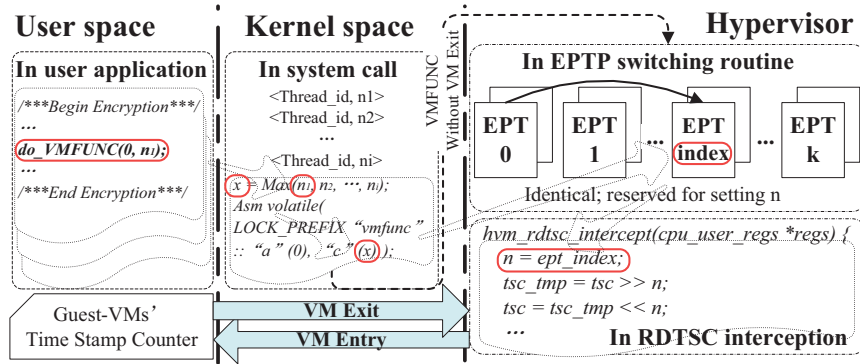 User space
Kernel space
Hypervisor
In user application
/***Begin Encryption***/
...
do_VMFUNC(0, n1);
...
/***End Encryption***/
In system call
<Thread_id, n1>
<Thread_id, n2>
...
<Thread_id, ni>
x = Max(n1, n2, ..., ni);
Asm volatile(
LOCK_PREFIX “vmfunc”
:: “a” (0), “c” (x) );
VMFUNC
Without VM Exit
In EPTP switching routine
EPT 0
EPT 1
...
EPT index
...
EPT k
Identical; reserved for setting n
hvm_rdtsc_intercept(cpu_user_regs *regs) {
n = ept_index;
tsc_tmp = tsc >> n;
tsc = tsc_tmp << n;
...
In RDTSC interception
Guest-VMs’
Time Stamp Counter
VM Exit
VM Entry